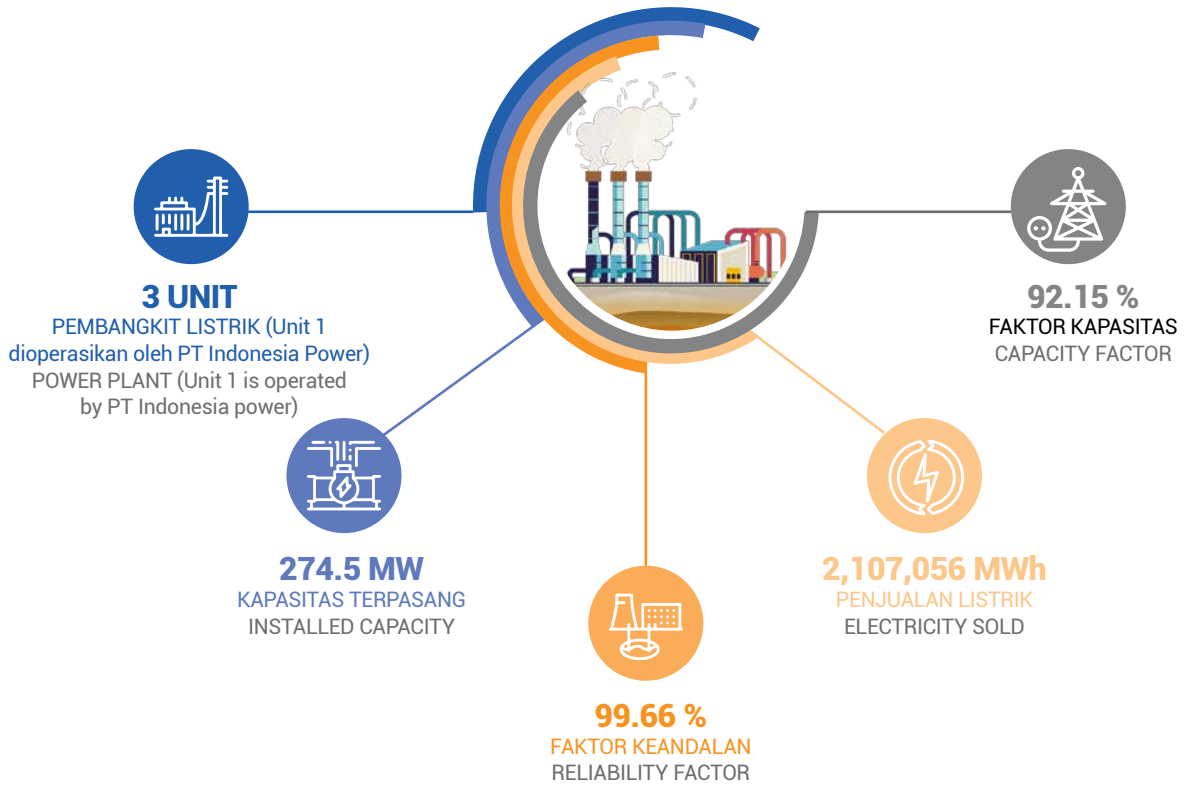 3 UNIT
PEMBANGKIT LISTRIK (Unit 1
dioperasikan oleh PT Indonesia Power)
POWER PLANT (Unit 1 is operated
by PT Indonesia power)
274.5 MW
KAPASITAS TERPASANG
INSTALLED CAPACITY
99.66 %
FAKTOR KEANDALAN
RELIABILITY FACTOR
2,107,056 MWh
PENJUALAN LISTRIK
ELECTRICITY SOLD
92.15 %
FAKTOR KAPASITAS
CAPACITY FACTOR